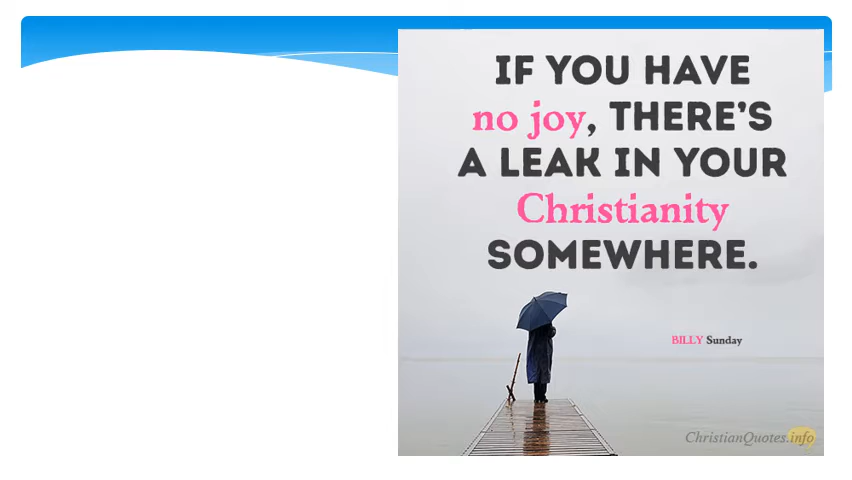 IF YOU HAVE
no joy, THERE'S
A LEAK IN YOUR
Christianity
SOMEWHERE.
BILLY Sunday
ChristianQuotes.info